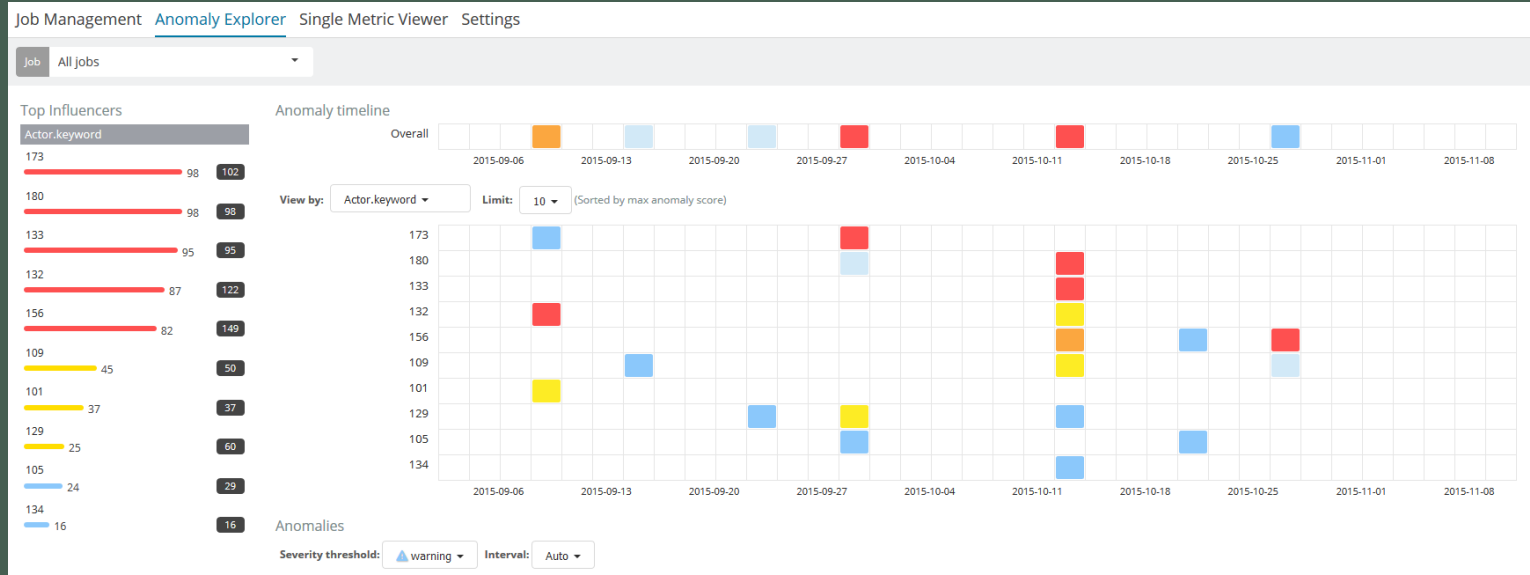 Job Management Anomaly Explorer Single Metric Viewer Settings
Job All jobs
Top Influencers
Actor.keyword
173
98 102
180
98 98
133
95 95
132
87 122
156
82 149
109
45 50
101
37 37
129
25 60
105
24 29
134
16 16
Anomaly timeline
Overall
2015-09-06 2015-09-13 2015-09-20 2015-09-27 2015-10-04 2015-10-11 2015-10-18 2015-10-25 2015-11-01 2015-11-08
View by: Actor.keyword Limit: 10 (Sorted by max anomaly score)
173
180
133
132
156
109
101
129
105
134
2015-09-06 2015-09-13 2015-09-20 2015-09-27 2015-10-04 2015-10-11 2015-10-18 2015-10-25 2015-11-01 2015-11-08
Anomalies
Severity threshold: warning Interval: Auto